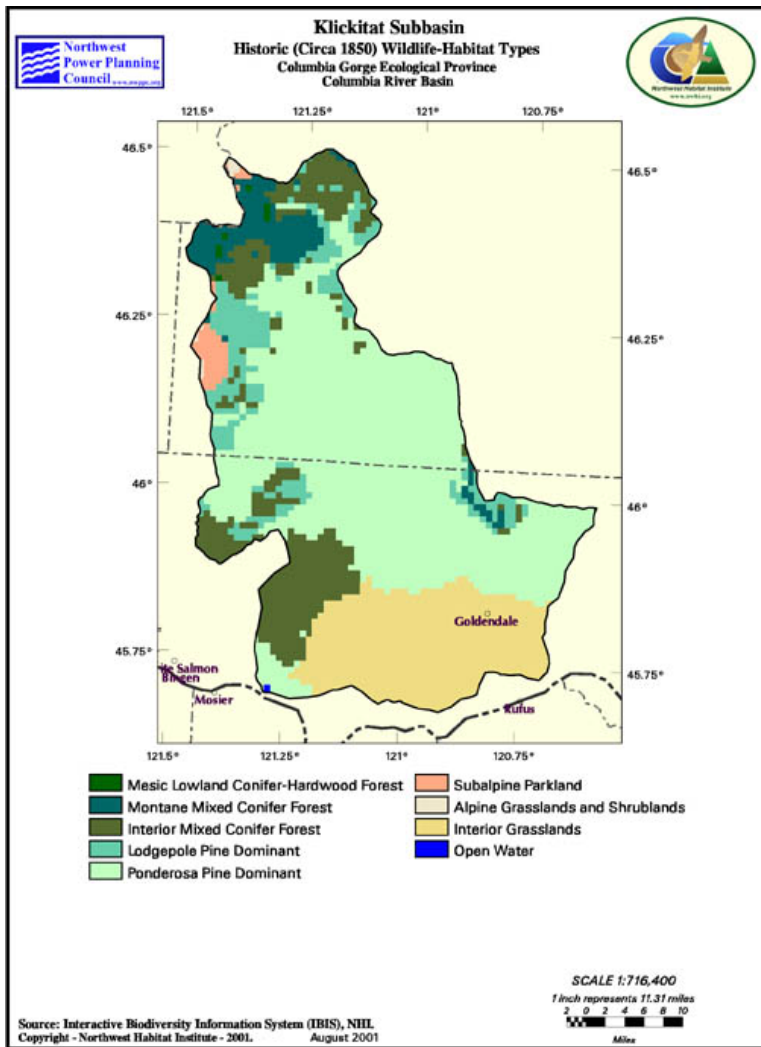 Klickitat Subbasin
Historic (Circa 1850) Wildlife-Habitat Types
Columbia Gorge Ecological Province
Columbia River Basin
Northwest
Power Planning
Council www.nwppc.org
Northwest Habitat Institute
www.nwhi.org
121.5° 121.25° 121° 120.75°
46.5° 46.5°
46.25° 46.25°
46° 46°
Goldendale
45.75° 45.75°
Salmon
Bingen
Mosier
Rufus
121.5° 121.25° 121° 120.75°
Mesic Lowland Conifer-Hardwood Forest
Montane Mixed Conifer Forest
Interior Mixed Conifer Forest
Lodgepole Pine Dominant
Ponderosa Pine Dominant
Subalpine Parkland
Alpine Grasslands and Shrublands
Interior Grasslands
Open Water
SCALE 1:716,400
1 inch represents 11.31 miles
2 0 2 4 6 8 10
Miles
Source: Interactive Biodiversity Information System (IBIS), NHI.
Copyright - Northwest Habitat Institute - 2001. August 2001